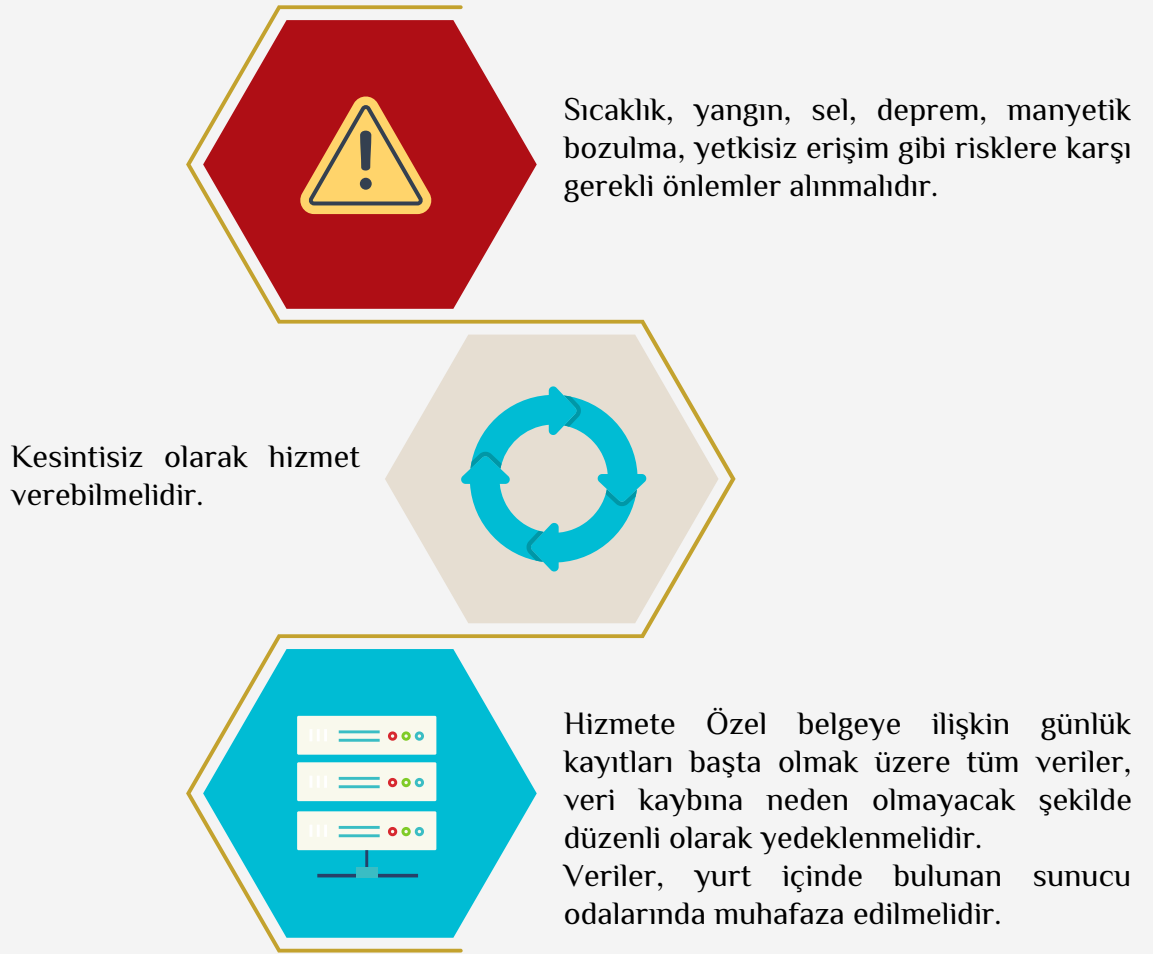 Sıcaklık, yangın, sel, deprem, manyetik
bozulma, yetkisiz erişim gibi risklere karşı
gerekli önlemler alınmalıdır.
Kesintisiz olarak hizmet
verebilmelidir.
Hizmete Özel belgeye ilişkin günlük
kayıtları başta olmak üzere tüm veriler,
veri kaybına neden olmayacak şekilde
düzenli olarak yedeklenmelidir.
Veriler, yurt içinde bulunan sunucu
odalarında muhafaza edilmelidir.